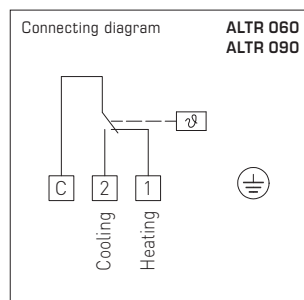 Connecting diagram
ALTR 060
ALTR 090
ϑ
C
2
1
Cooling
Heating